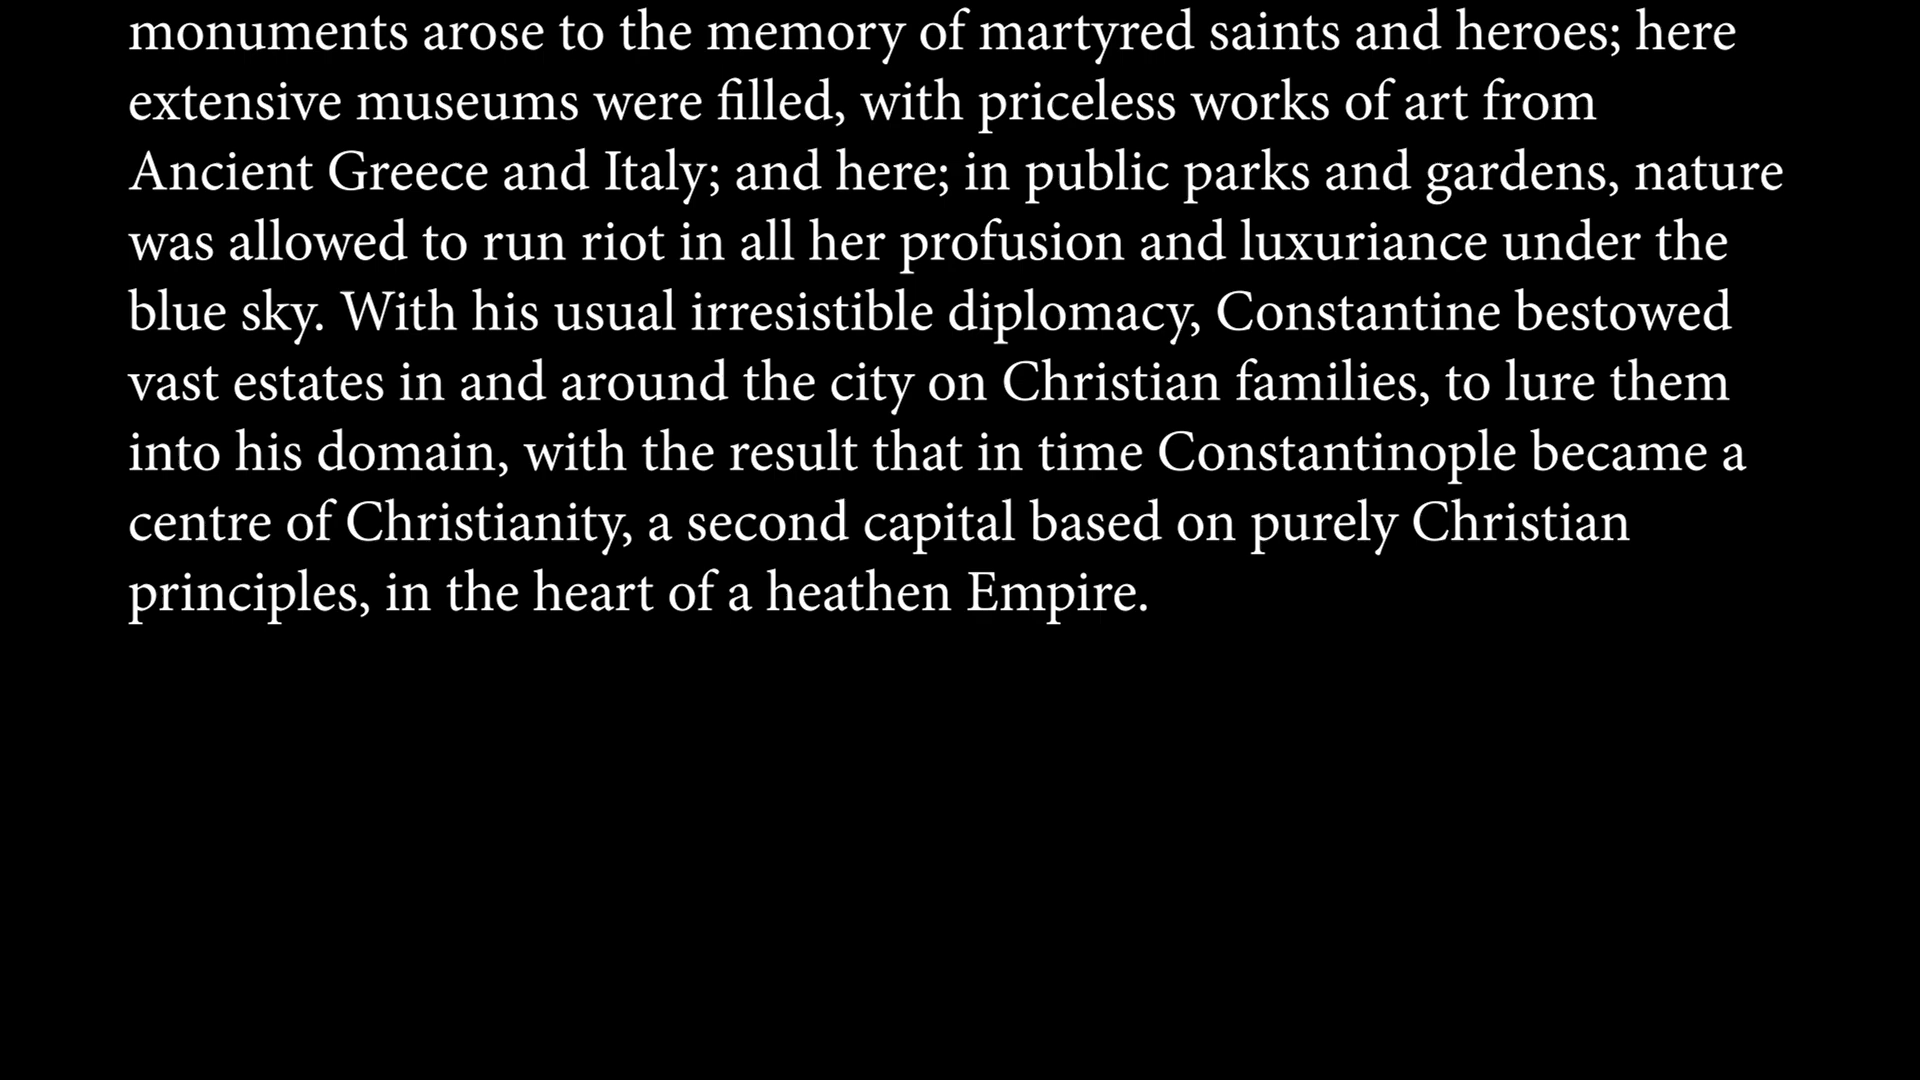 monuments arose to the memory of martyred saints and heroes; here
extensive museums were filled, with priceless works of art from
Ancient Greece and Italy; and here; in public parks and gardens, nature
was allowed to run riot in all her profusion and luxuriance under the
blue sky. With his usual irresistible diplomacy, Constantine bestowed
vast estates in and around the city on Christian families, to lure them
into his domain, with the result that in time Constantinople became a
centre of Christianity, a second capital based on purely Christian
principles, in the heart of a heathen Empire.